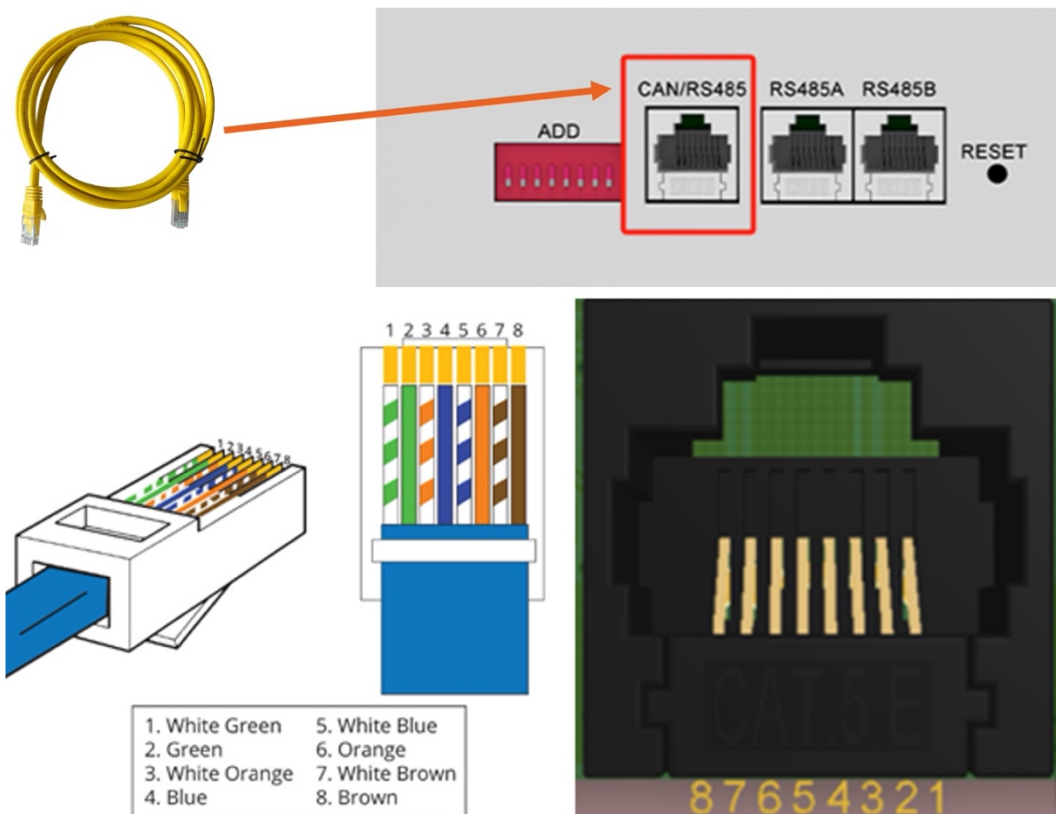 CAN/RS485 RS485A RS485B
ADD
RESET
1 2 3 4 5 6 7 8
1 2 3 4 5 6 7 8
1. White Green
2. Green
3. White Orange
4. Blue
5. White Blue
6. Orange
7. White Brown
8. Brown
CAT.5 E
8 7 6 5 4 3 2 1